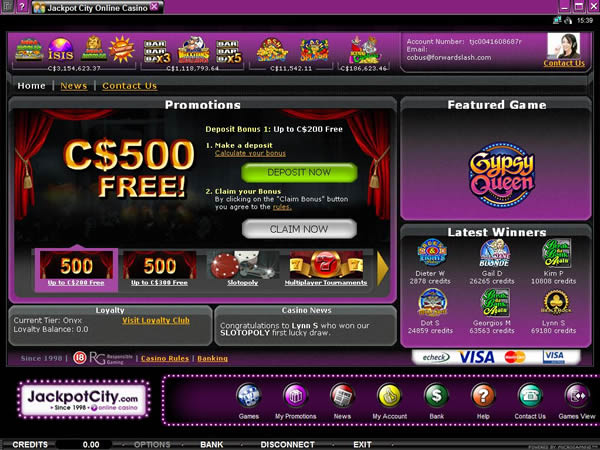 Jackpot City Online Casino
15:39
C$3,154,623.37
BAR BAR BAR X3
C$1,118,793.64
BAR BAR BAR X5
C$11,542.11
C$186,623.46
Account Number: tjc0041608687r
Email:
cobus@forwardslash.com
Contact Us
Home | News | Contact Us
Promotions
C$500
FREE!
Deposit Bonus 1: Up to C$200 Free
1. Make a deposit
Calculate your bonus
DEPOSIT NOW
2. Claim your Bonus
By clicking on the "Claim Bonus" button
you agree to the rules.
CLAIM NOW
500
Up to C$200 Free
500
Up to C$300 Free
Slotopoly
Multiplayer Tournaments
Featured Game
Gypsy
Queen
Latest Winners
Dieter W
2878 credits
Gail D
26265 credits
Kim P
10808 credits
Dot S
24859 credits
Georgios M
63563 credits
Lynn S
69180 credits
Loyalty
Current Tier: Onyx
Visit Loyalty Club
Loyalty Balance: 0.0
Casino News
Congratulations to Lynn S who won our
SLOTOPOLY first lucky draw.
Since 1998 | 18 RG Responsible Gaming | Casino Rules | Banking
echeck VISA MasterCard VISA
JackpotCity.com
• Since 1998 • online casino
Games
My Promotions
News
My Account
Bank
Help
Contact Us
Games View
CREDITS 0.00 OPTIONS BANK DISCONNECT EXIT
POWERED BY MICROGAMING